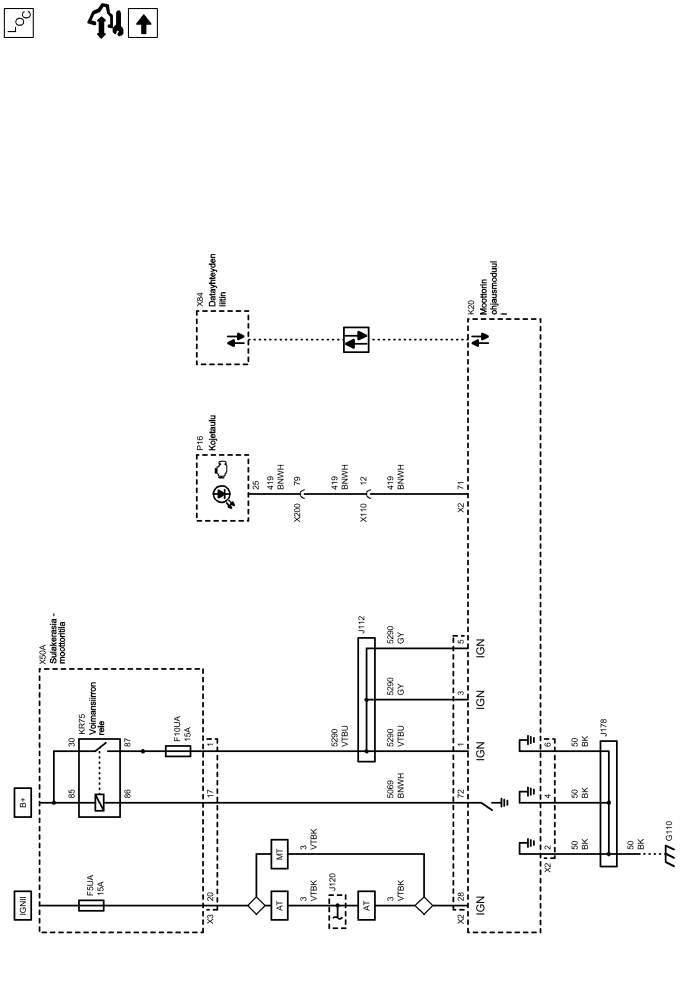 LOC
X84
Datayhteyden
liitin
K20
Moottorin
ohjausmoduul
i
P16
Kojetaulu
25
419
BNWH
79
X200
419
BNWH
12
X110
419
BNWH
71
X2
X50A
Sulakerasia -
moottoritila
KR75
Voimansiirron
rele
30
87
85
86
F10UA
15A
B+
IGNII
F5UA
15A
1
17
20
X3
J112
5290
VTBU
5290
GY
5
IGN
5290
GY
3
IGN
5290
VTBU
1
IGN
5069
BNWH
72
MT
3
VTBK
AT
3
VTBK
J120
AT
3
VTBK
28
X2
IGN
6
50
BK
4
50
BK
2
X2
50
BK
J178
50
BK
G110